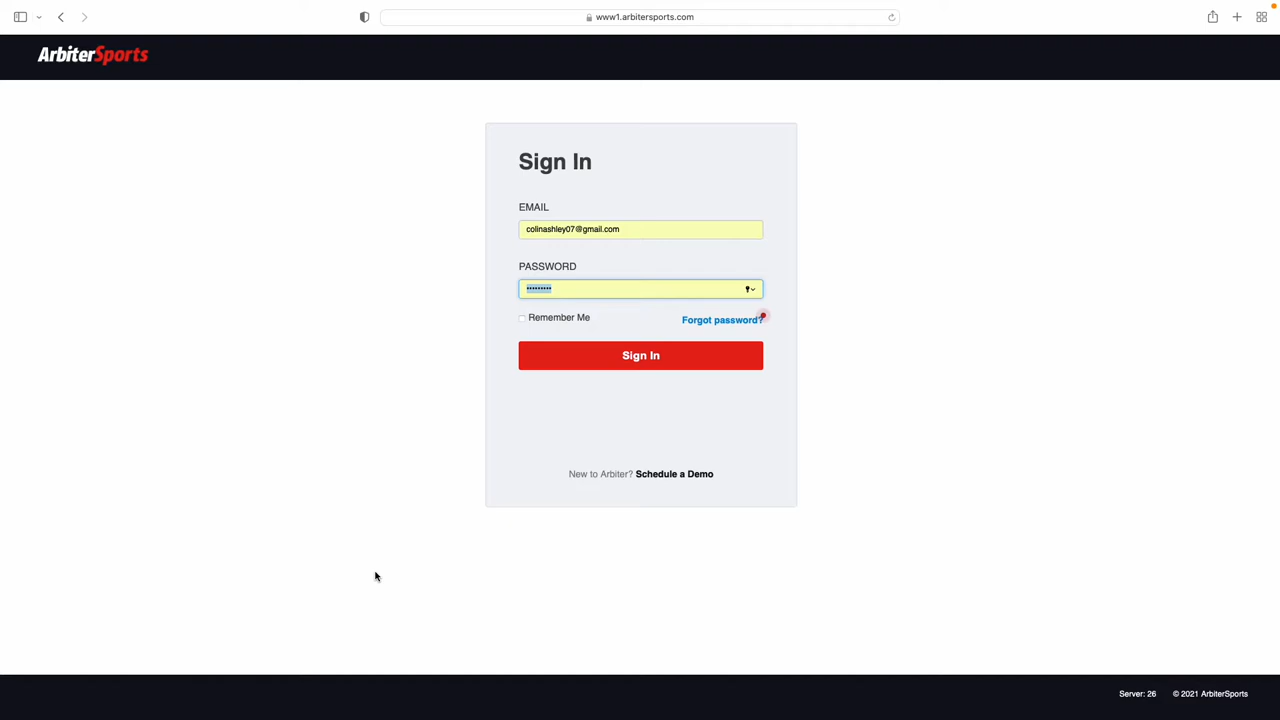 www1.arbitersports.com
ArbiterSports
Sign In
EMAIL
colinashley07@gmail.com
PASSWORD
•••••••••
Remember Me
Forgot password?
Sign In
New to Arbiter? Schedule a Demo
Server: 26 © 2021 ArbiterSports